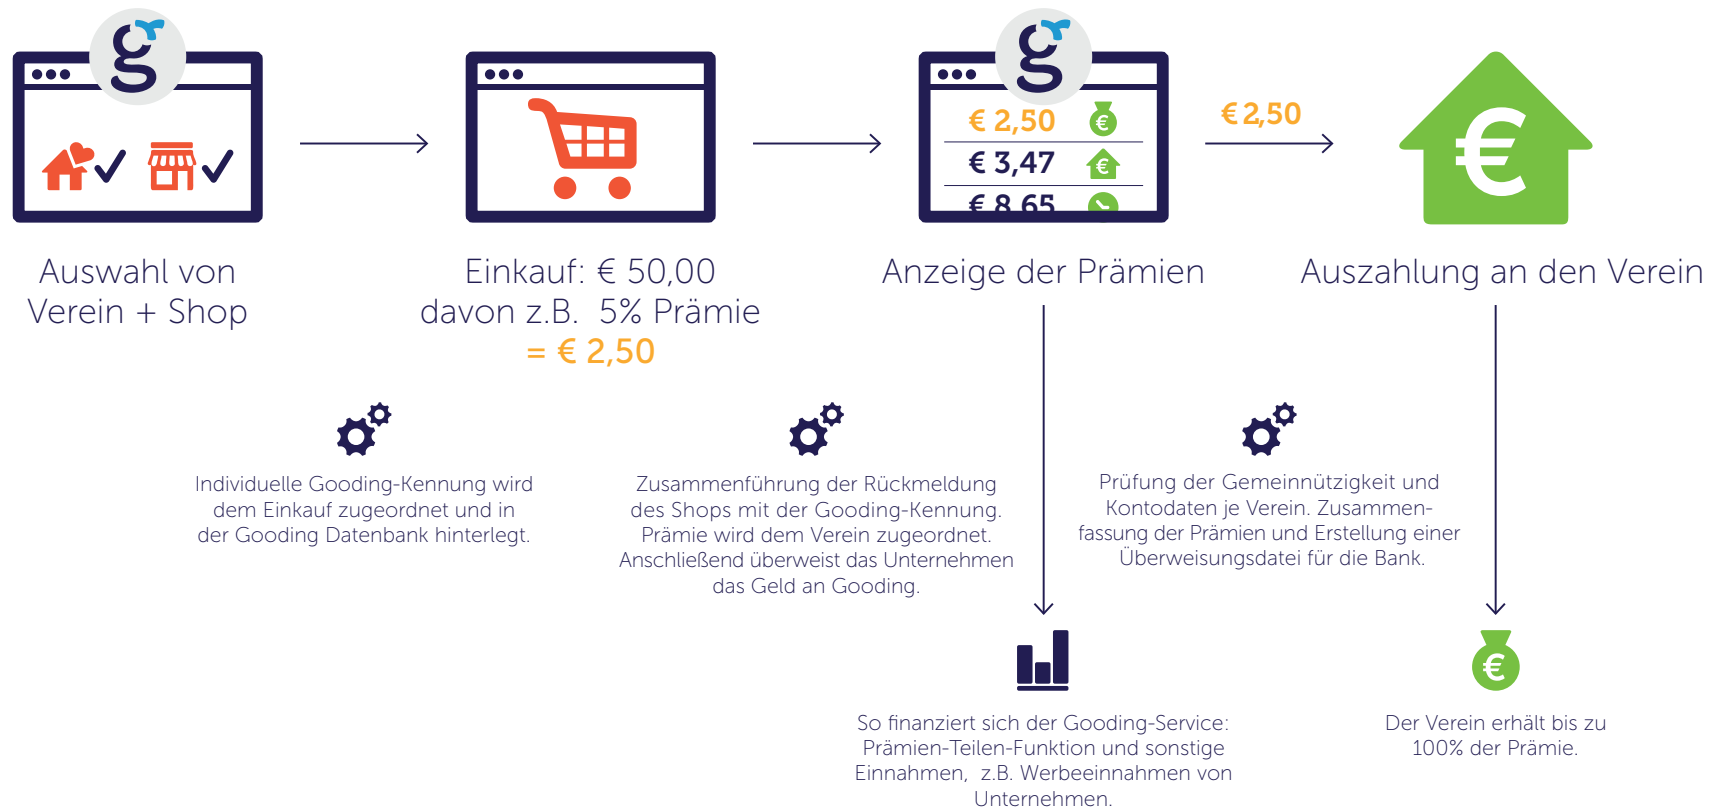 g
g
€ 2,50
€
€ 3,47
€
€ 8,65
€ 2,50
€
Auswahl von
Verein + Shop
Einkauf: € 50,00
davon z.B. 5% Prämie
= € 2,50
Anzeige der Prämien
Auszahlung an den Verein
Individuelle Gooding-Kennung wird
dem Einkauf zugeordnet und in
der Gooding Datenbank hinterlegt.
Zusammenführung der Rückmeldung
des Shops mit der Gooding-Kennung.
Prämie wird dem Verein zugeordnet.
Anschließend überweist das Unternehmen
das Geld an Gooding.
Prüfung der Gemeinnützigkeit und
Kontodaten je Verein. Zusammen-
fassung der Prämien und Erstellung einer
Überweisungsdatei für die Bank.
So finanziert sich der Gooding-Service:
Prämien-Teilen-Funktion und sonstige
Einnahmen, z.B. Werbeeinnahmen von
Unternehmen.
€
Der Verein erhält bis zu
100% der Prämie.